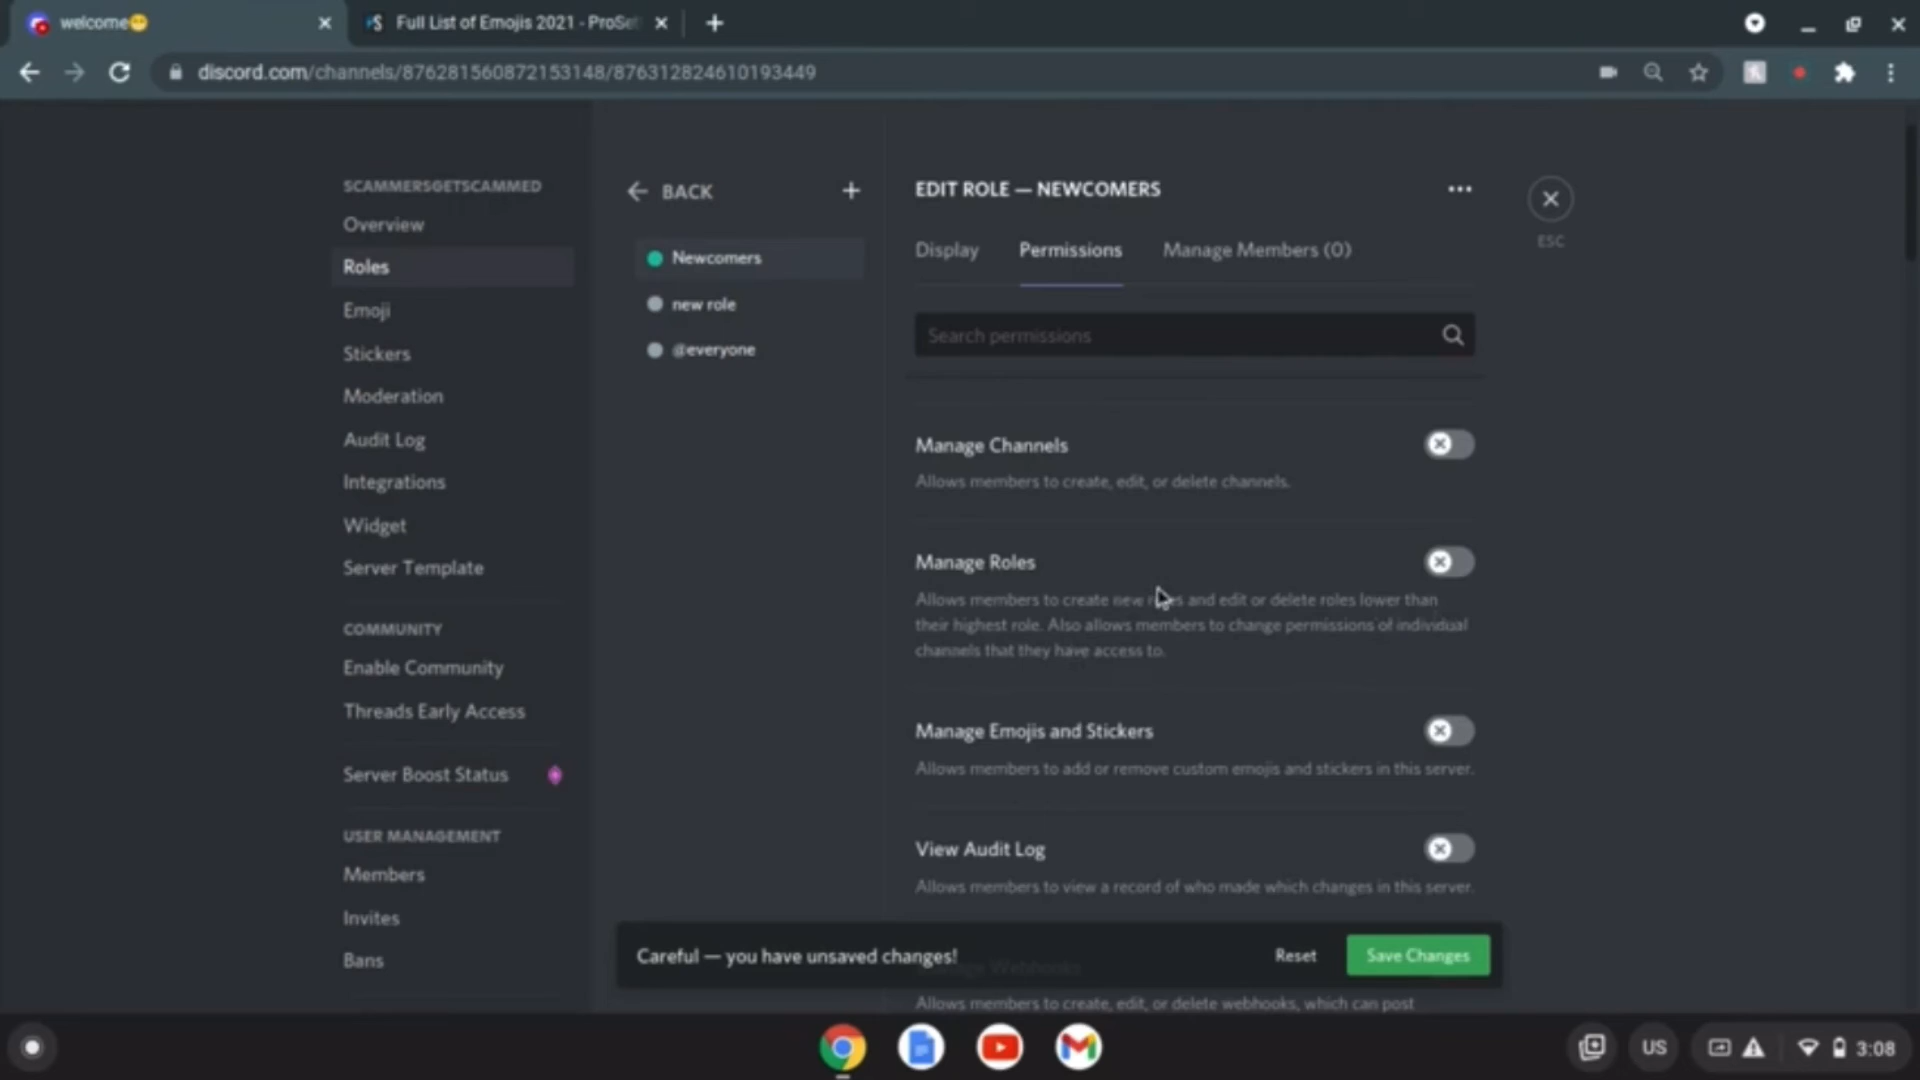 welcome😁
Full List of Emojis 2021 - ProSet
discord.com/channels/876281560872153148/876312824610193449
SCAMMERSGETSCAMMED
Overview
Roles
Emoji
Stickers
Moderation
Audit Log
Integrations
Widget
Server Template
COMMUNITY
Enable Community
Threads Early Access
Server Boost Status
USER MANAGEMENT
Members
Invites
Bans
BACK
Newcomers
new role
@everyone
EDIT ROLE — NEWCOMERS
ESC
Display Permissions Manage Members (0)
Search permissions
Manage Channels
Allows members to create, edit, or delete channels.
Manage Roles
Allows members to create new roles and edit or delete roles lower than
their highest role. Also allows members to change permissions of individual
channels that they have access to.
Manage Emojis and Stickers
Allows members to add or remove custom emojis and stickers in this server.
View Audit Log
Allows members to view a record of who made which changes in this server.
Careful — you have unsaved changes! Reset Save Changes
Manage Webhooks
Allows members to create, edit, or delete webhooks, which can post
US 3:08